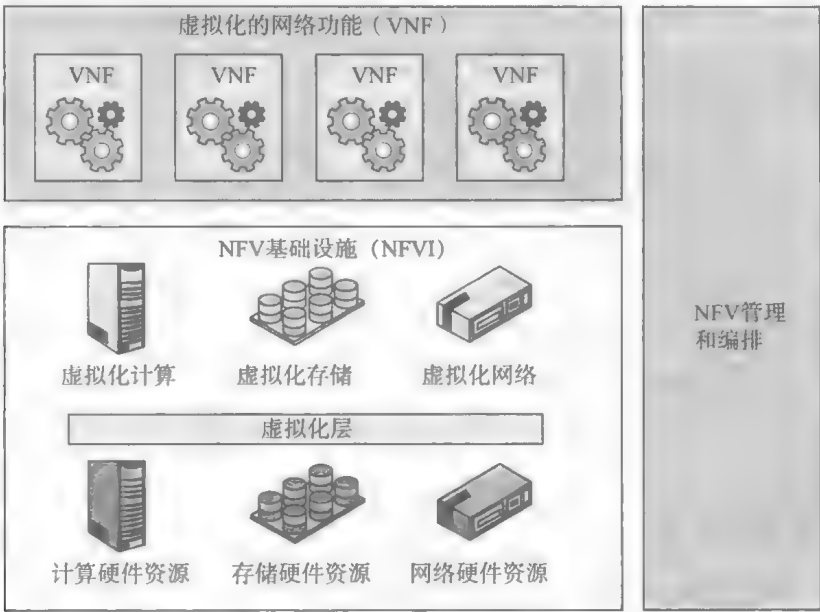 虚拟化的网络功能（VNF）
VNF
VNF
VNF
VNF
NFV基础设施（NFVI）
虚拟化计算
虚拟化存储
虚拟化网络
虚拟化层
计算硬件资源
存储硬件资源
网络硬件资源
NFV管理
和编排